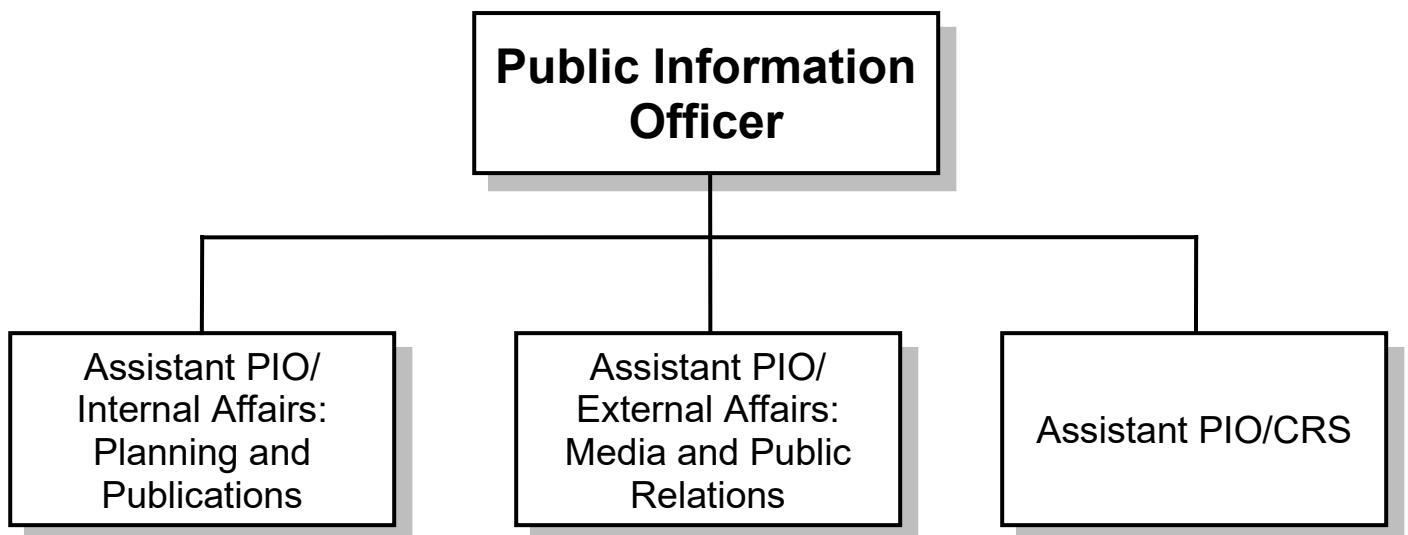 Public Information
Officer
Assistant PIO/
Internal Affairs:
Planning and
Publications
Assistant PIO/
External Affairs:
Media and Public
Relations
Assistant PIO/CRS